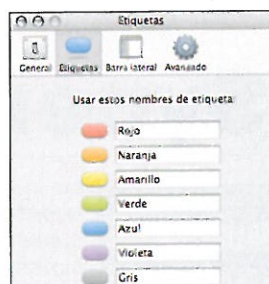 Etiquetas
General Etiquetas Barra lateral Avanzado
Usar estos nombres de etiqueta:
Rojo
Naranja
Amarillo
Verde
Azul
Violeta
Gris